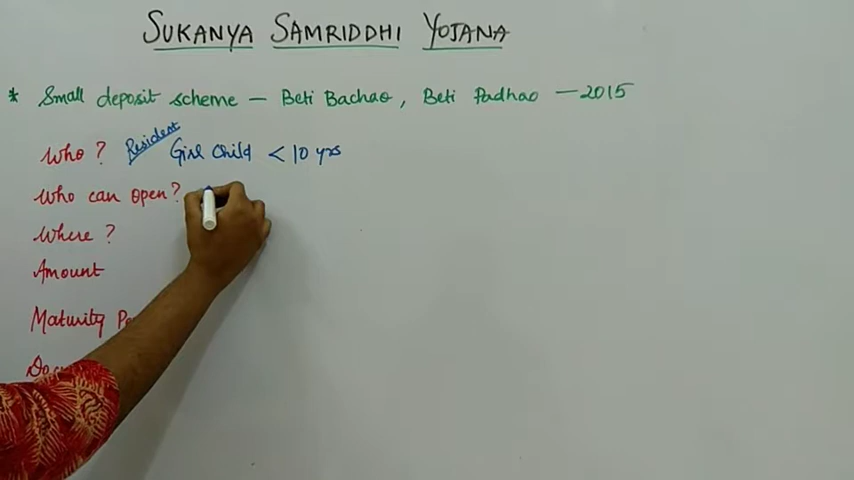 SUKANYA SAMRIDDHI YOJANA
* Small deposit scheme — Beti Bachao, Beti Padhao — 2015
Who? Resident Girl Child < 10 yrs
Who can open?
Where?
Amount
Maturity